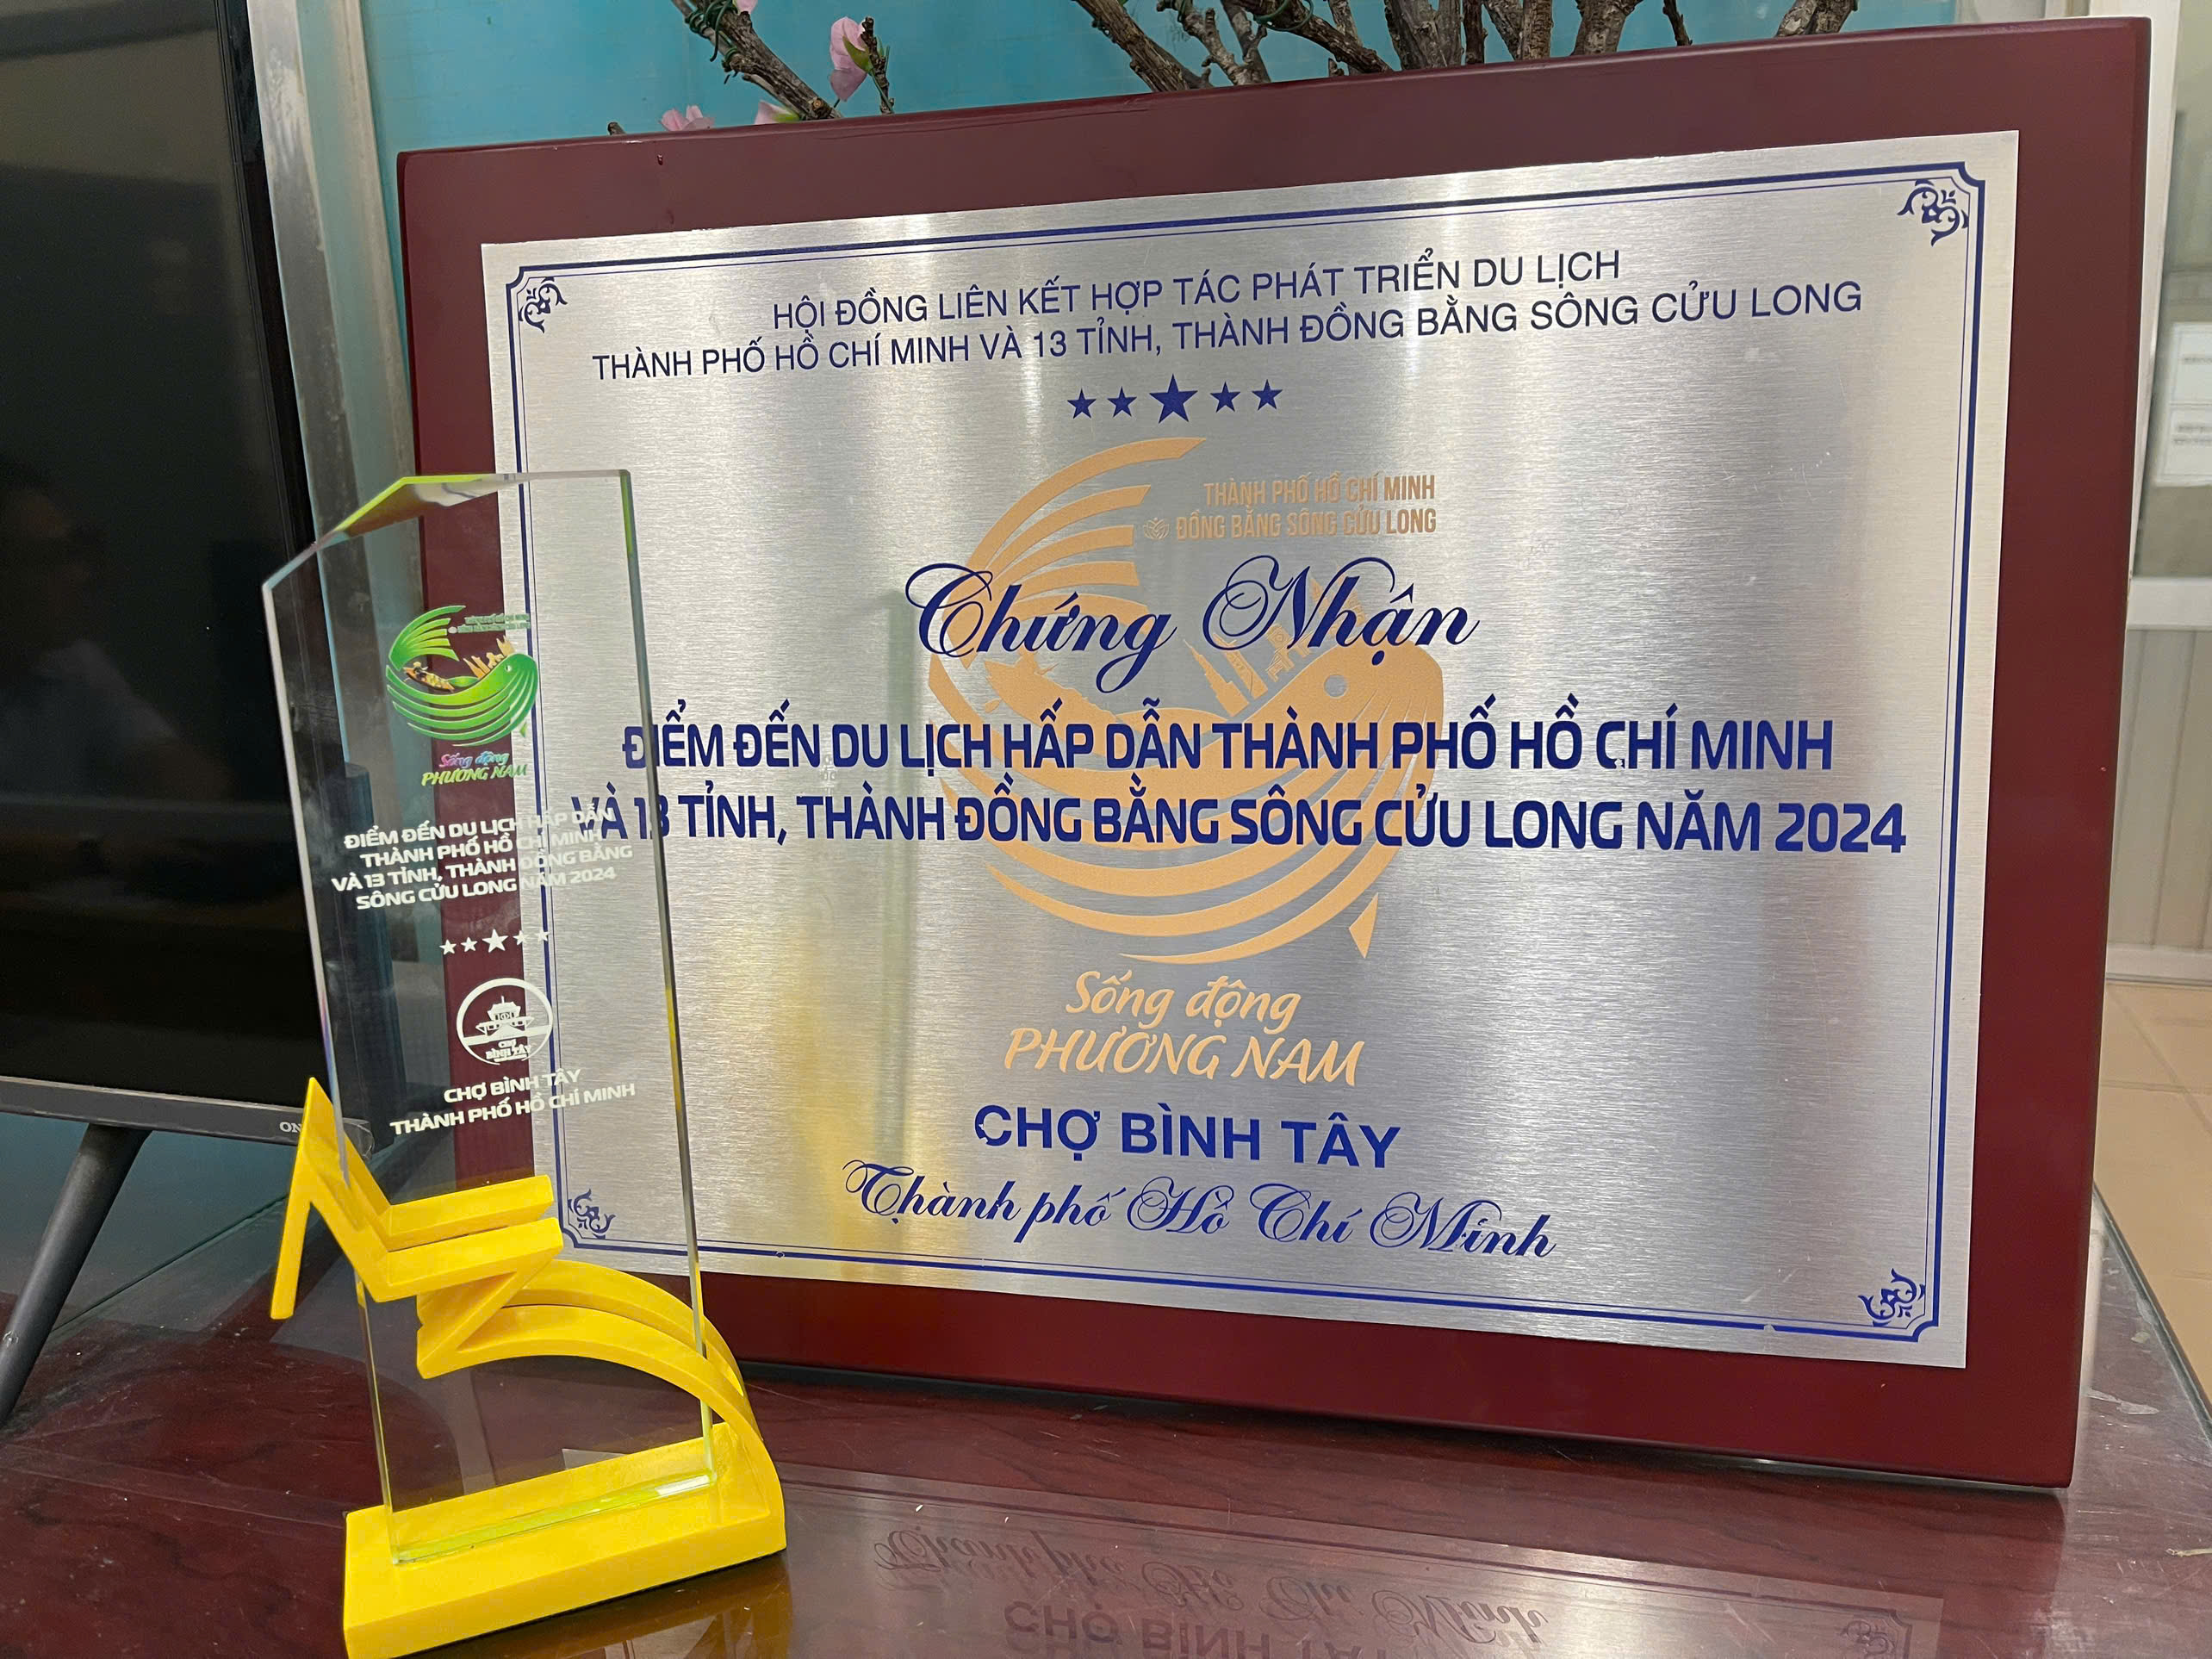 HỘI ĐỒNG LIÊN KẾT HỢP TÁC PHÁT TRIỂN DU LỊCH
THÀNH PHỐ HỒ CHÍ MINH VÀ 13 TỈNH, THÀNH ĐỒNG BẰNG SÔNG CỬU LONG
THÀNH PHỐ HỒ CHÍ MINH
ĐỒNG BẰNG SÔNG CỬU LONG
Chứng Nhận
ĐIỂM ĐẾN DU LỊCH HẤP DẪN THÀNH PHỐ HỒ CHÍ MINH
VÀ 13 TỈNH, THÀNH ĐỒNG BẰNG SÔNG CỬU LONG NĂM 2024
Sống động
PHƯƠNG NAM
CHỢ BÌNH TÂY
Thành phố Hồ Chí Minh
Sống động
PHƯƠNG NAM
ĐIỂM ĐẾN DU LỊCH HẤP DẪN
THÀNH PHỐ HỒ CHÍ MINH
VÀ 13 TỈNH, THÀNH ĐỒNG BẰNG
SÔNG CỬU LONG NĂM 2024
CHỢ
BÌNH TÂY
CHỢ BÌNH TÂY
THÀNH PHỐ HỒ CHÍ MINH